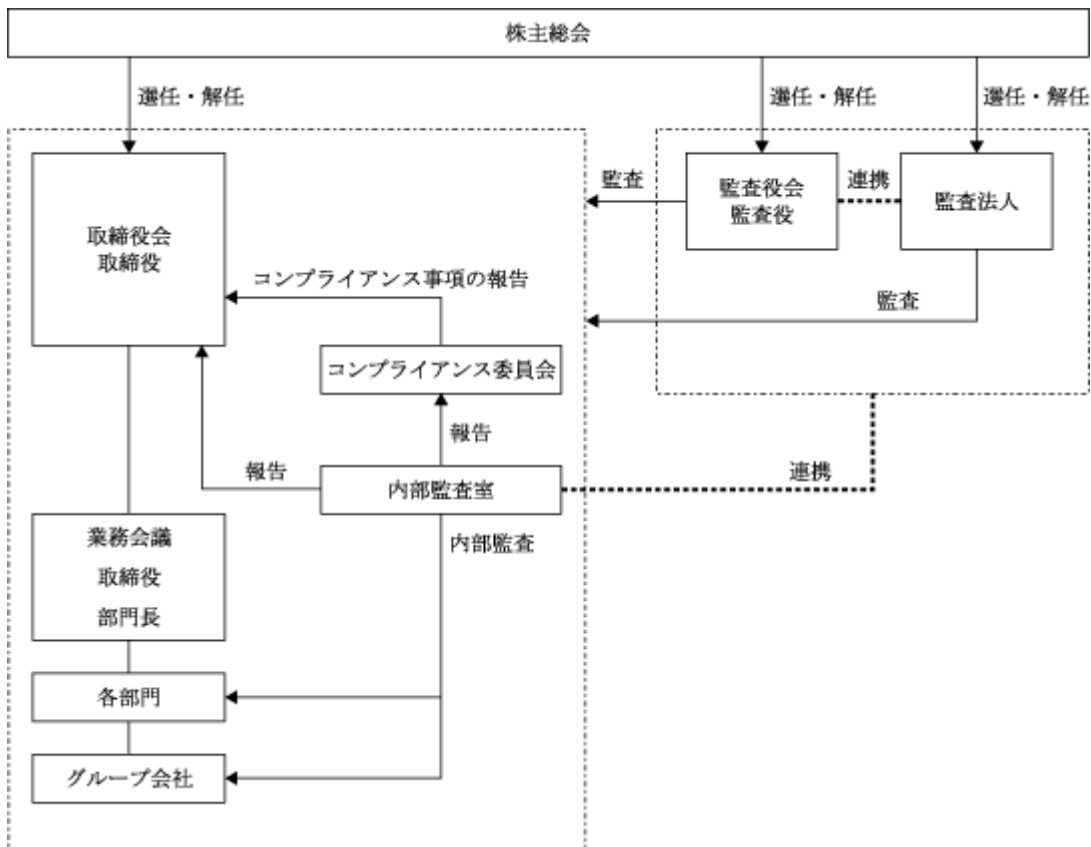 株主総会
選任・解任
選任・解任
選任・解任
取締役会
取締役
監査
監査役会
監査役
連携
監査法人
コンプライアンス事項の報告
監査
コンプライアンス委員会
報告
報告
内部監査室
連携
内部監査
業務会議
取締役
部門長
各部門
グループ会社